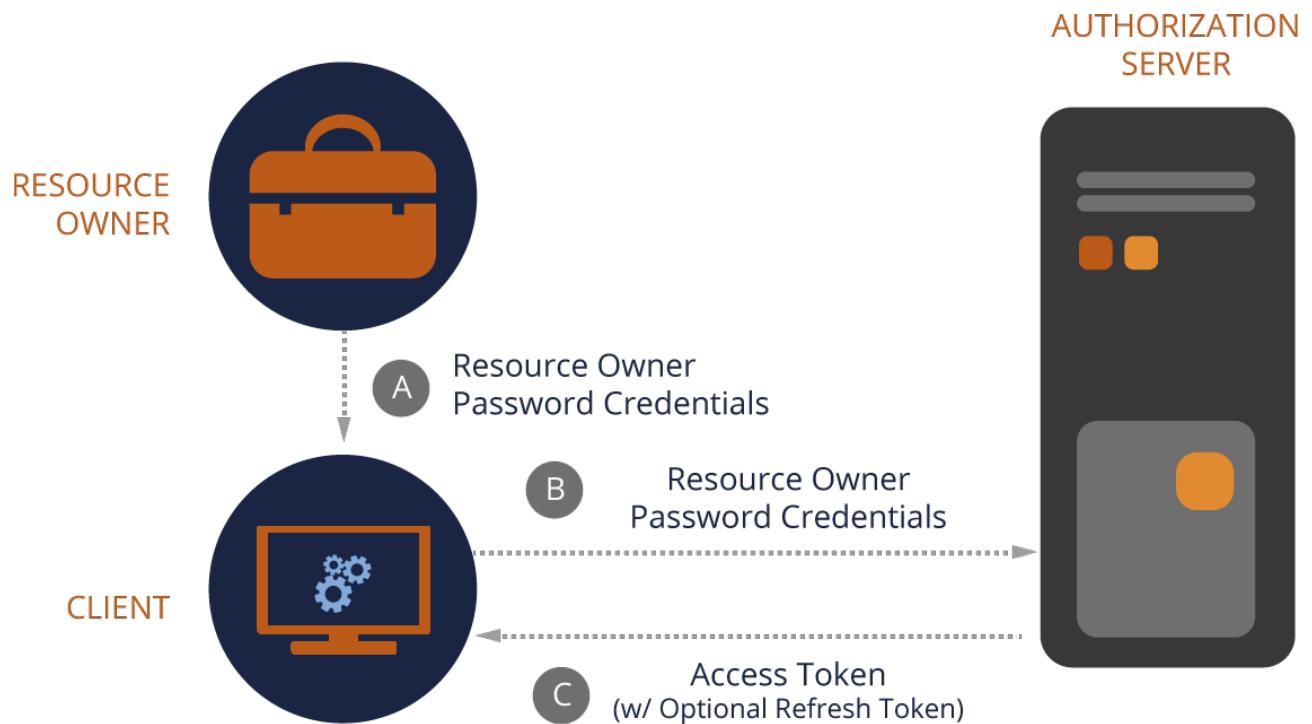 AUTHORIZATION
SERVER
RESOURCE
OWNER
A
Resource Owner
Password Credentials
B
Resource Owner
Password Credentials
CLIENT
C
Access Token
(w/ Optional Refresh Token)